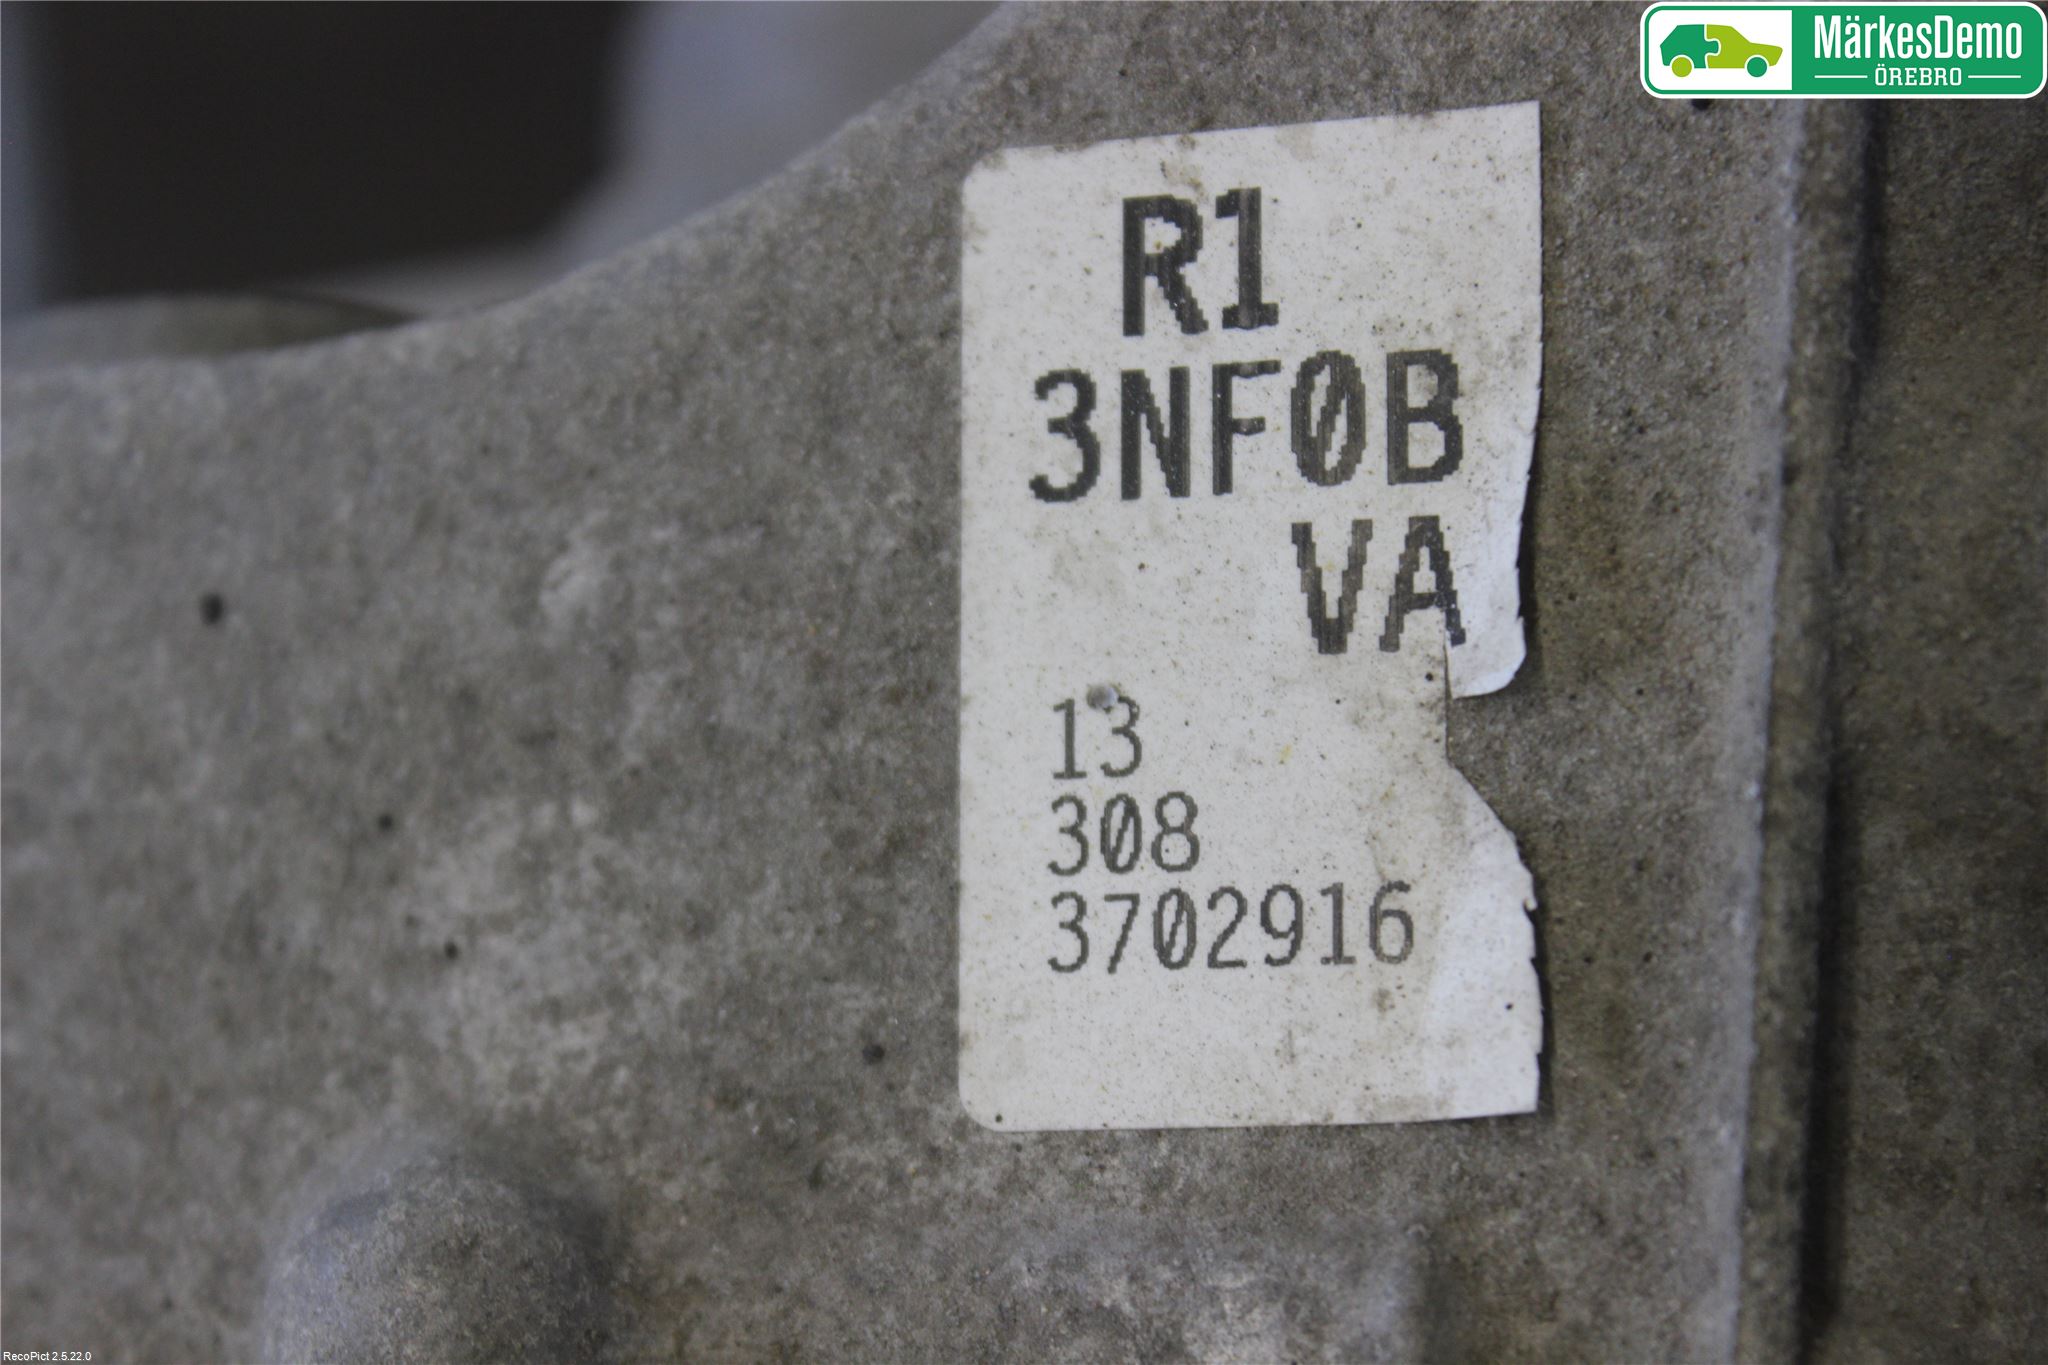 MärkesDemo
ÖREBRO
R1
3NF0B
VA
13
308
3702916
RecoPict 2.5.22.0